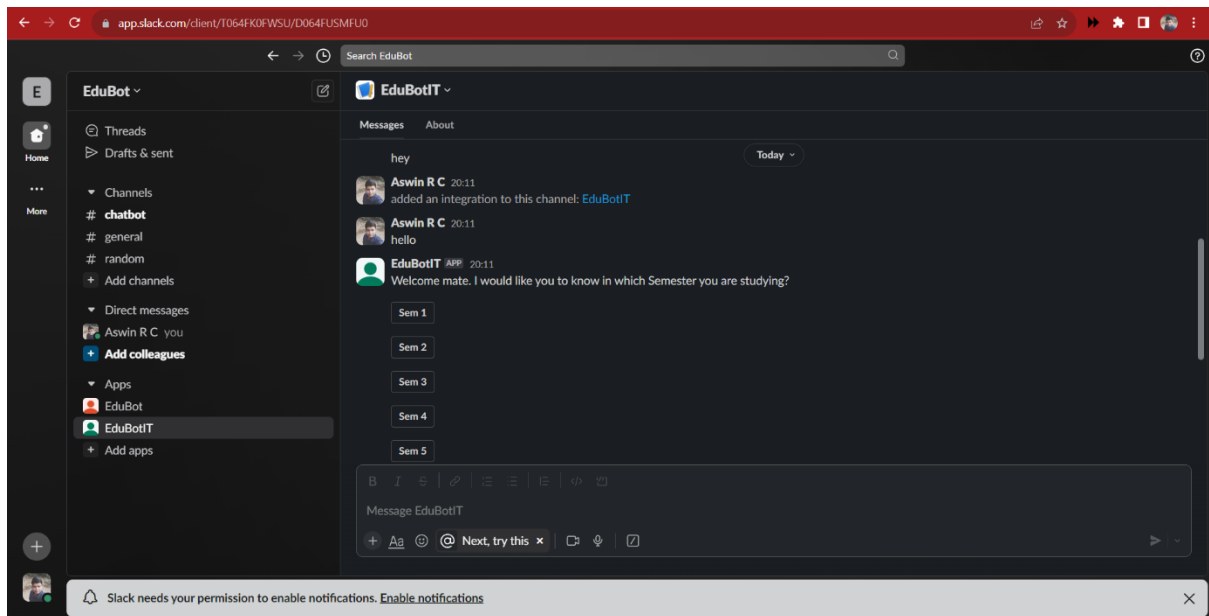 app.slack.com/client/T064FK0FWSU/D064FUSMFU0
Search EduBot
E
EduBot
EduBotIT
Messages About
Threads
Drafts & sent
Home
More
Channels
# chatbot
# general
# random
+ Add channels
Direct messages
Aswin R C you
+ Add colleagues
Apps
EduBot
EduBotIT
+ Add apps
hey
Today
Aswin R C 20:11
added an integration to this channel: EduBotIT
Aswin R C 20:11
hello
EduBotIT APP 20:11
Welcome mate. I would like you to know in which Semester you are studying?
Sem 1
Sem 2
Sem 3
Sem 4
Sem 5
B I S
Message EduBotIT
+ Aa @ Next, try this ×
Slack needs your permission to enable notifications. Enable notifications